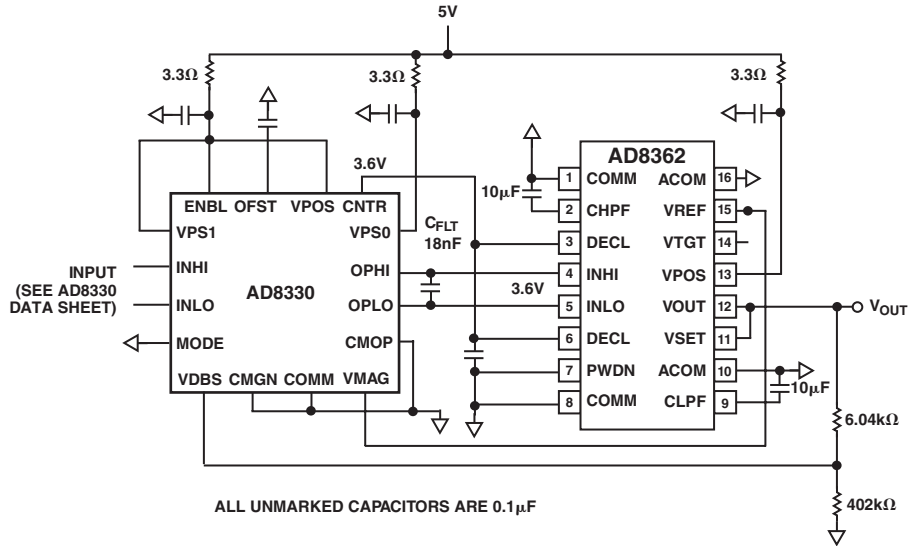 5V
3.3Ω
3.3Ω
3.3Ω
3.6V
AD8362
1 COMM ACOM 16
10µF
2 CHPF VREF 15
3 DECL VTGT 14
4 INHI VPOS 13
5 INLO VOUT 12
6 DECL VSET 11
7 PWDN ACOM 10
8 COMM CLPF 9
ENBL OFST VPOS CNTR
VPS1 VPS0
INHI OPHI
AD8330
INLO OPLO
MODE CMOP
VDBS CMGN COMM VMAG
CFLT
18nF
3.6V
INPUT
(SEE AD8330
DATA SHEET)
VOUT
10µF
6.04kΩ
402kΩ
ALL UNMARKED CAPACITORS ARE 0.1µF